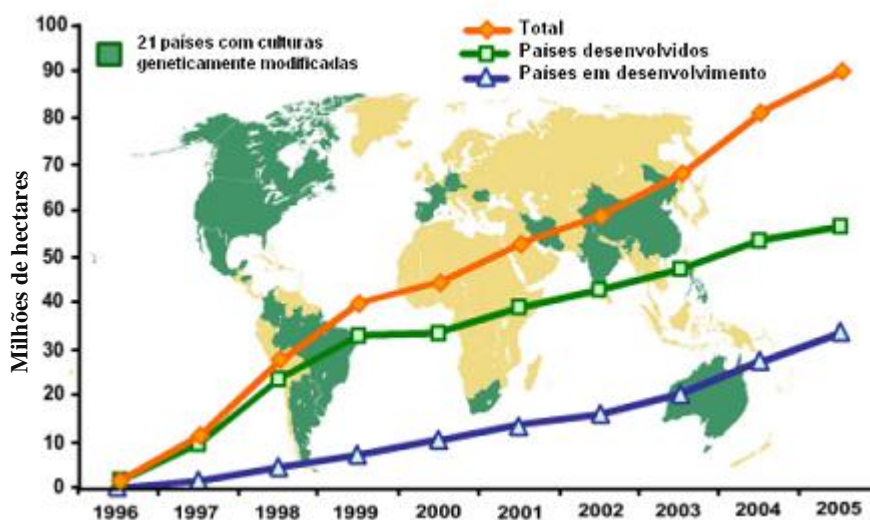 21 países com culturas
geneticamente modificadas
Total
Países desenvolvidos
Países em desenvolvimento
Milhões de hectares
100
90
80
70
60
50
40
30
20
10
0
1996 1997 1998 1999 2000 2001 2002 2003 2004 2005